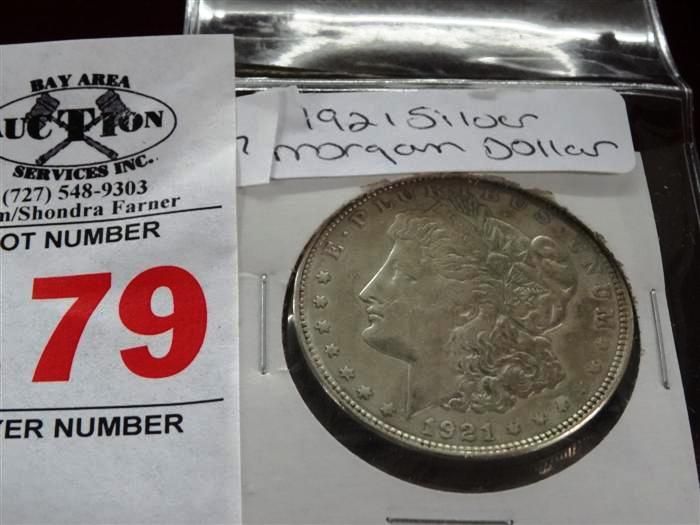 BAY AREA
AUCTION
SERVICES INC.
(727) 548-9303
m/Shondra Farner
OT NUMBER
79
YER NUMBER
1921 Silver
Morgan Dollar
E·PLURIBUS·UNUM
1921